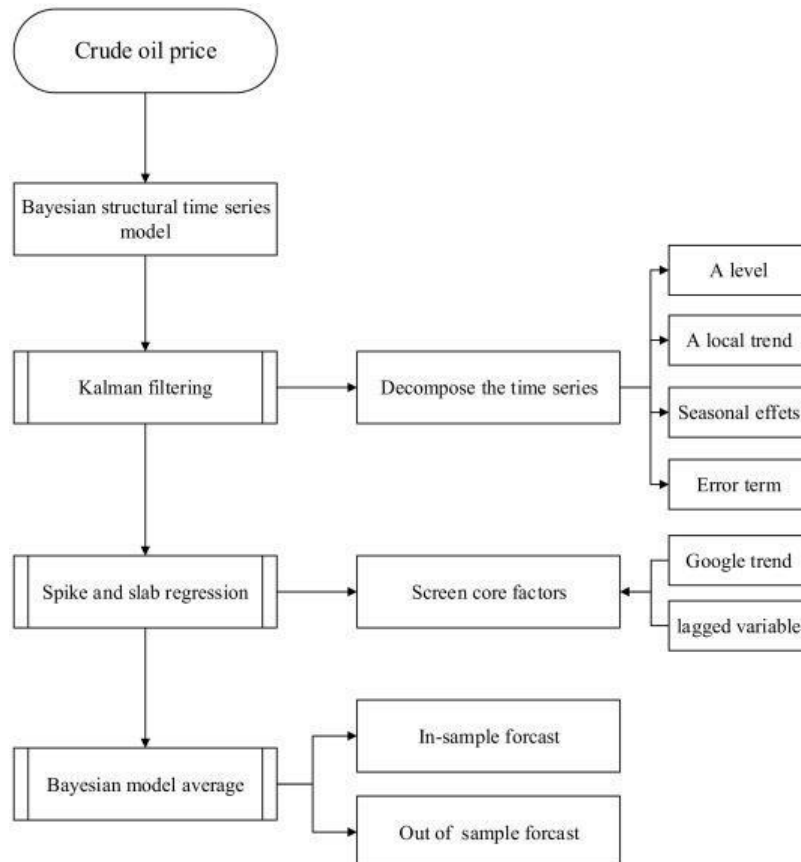 Crude oil price
Bayesian structural time series
model
A level
A local trend
Kalman filtering
Decompose the time series
Seasonal effets
Error term
Google trend
Spike and slab regression
Screen core factors
lagged variable
In-sample forcast
Bayesian model average
Out of sample forcast